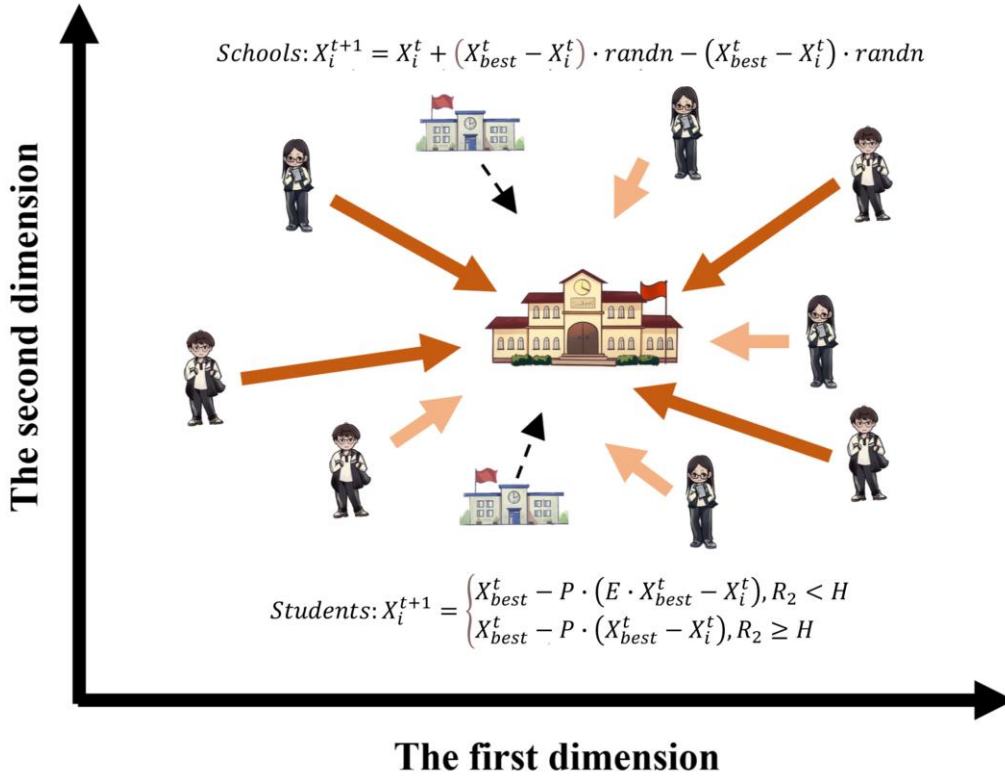 Schools: X_i^{t+1} = X_i^t + (X_{best}^t − X_i^t) · randn − (X_{best}^t − X_i^t) · randn
The second dimension
Students: X_i^{t+1} = { X_{best}^t − P · (E · X_{best}^t − X_i^t), R_2 < H
X_{best}^t − P · (X_{best}^t − X_i^t), R_2 ≥ H
The first dimension